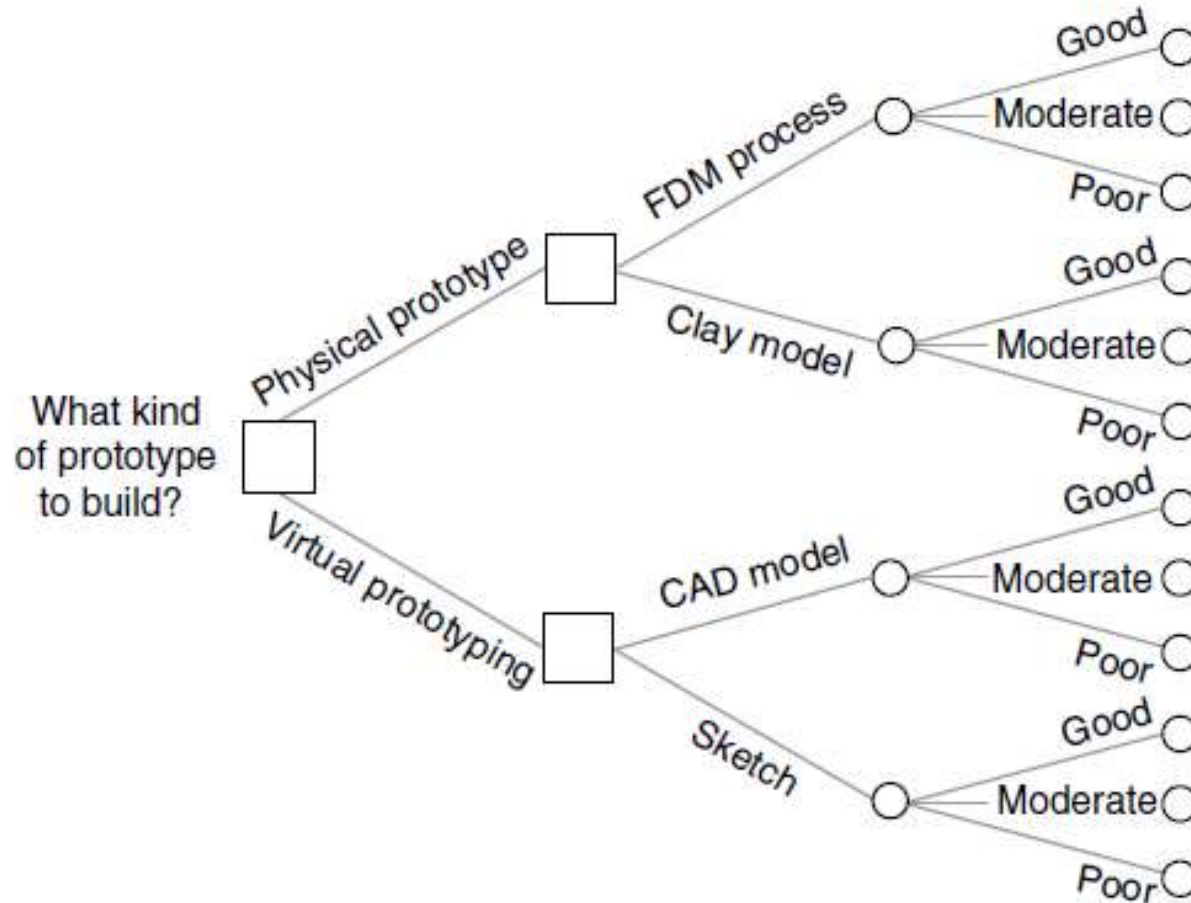 Good
Moderate
Poor
FDM process
Physical prototype
Good
Moderate
Poor
Clay model
What kind
of prototype
to build?
Good
Moderate
Poor
CAD model
Virtual prototyping
Good
Moderate
Poor
Sketch